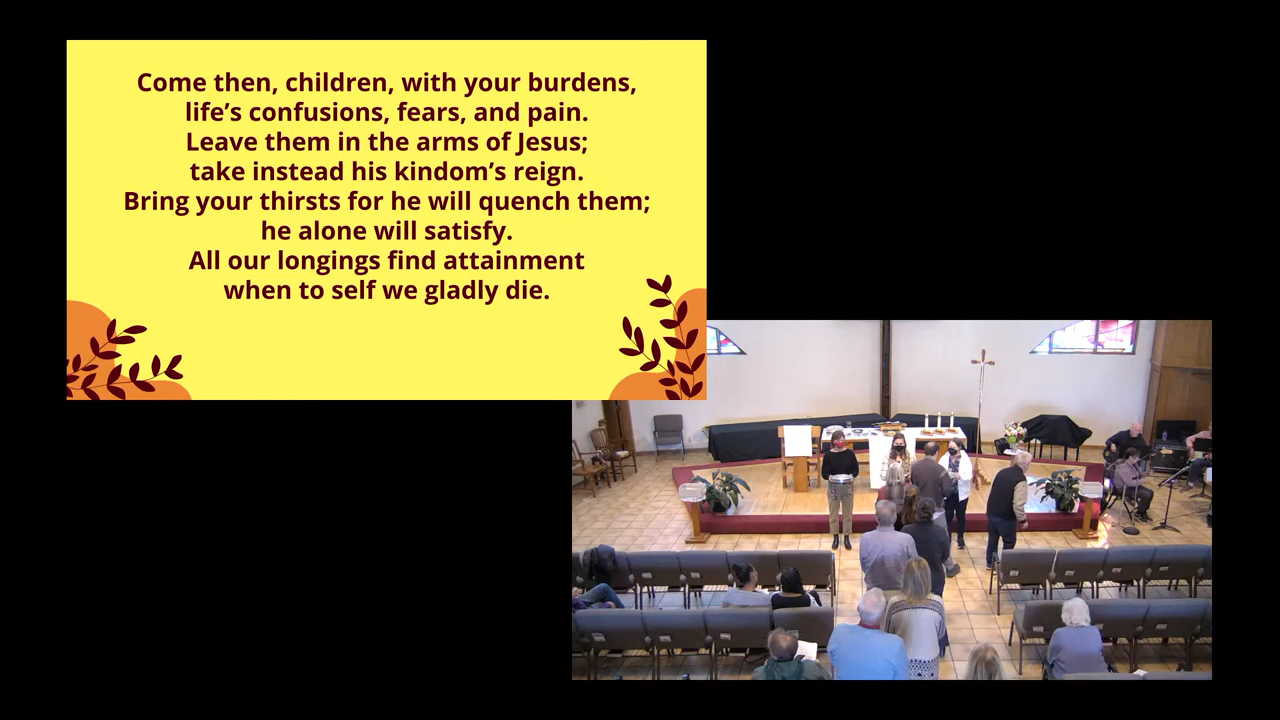 Come then, children, with your burdens,
life’s confusions, fears, and pain.
Leave them in the arms of Jesus;
take instead his kindom’s reign.
Bring your thirsts for he will quench them;
he alone will satisfy.
All our longings find attainment
when to self we gladly die.